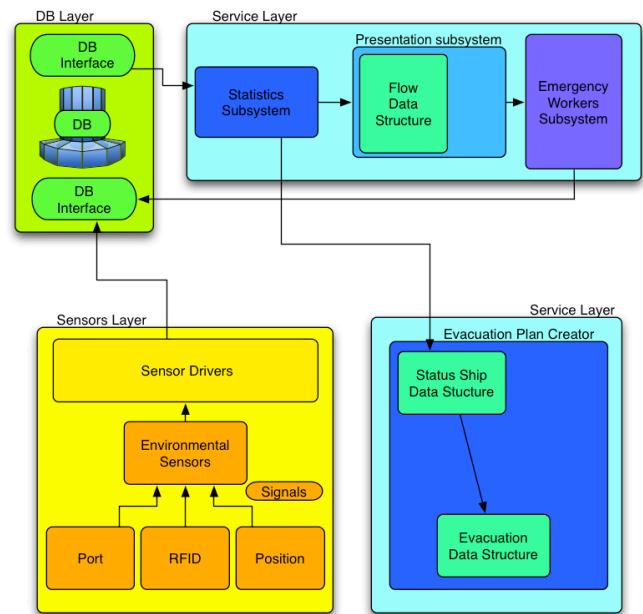 DB Layer
DB
Interface
DB
DB
Interface
Service Layer
Statistics
Subsystem
Presentation subsystem
Flow
Data
Structure
Emergency
Workers
Subsystem
Sensors Layer
Sensor Drivers
Environmental
Sensors
Signals
Port
RFID
Position
Service Layer
Evacuation Plan Creator
Status Ship
Data Stucture
Evacuation
Data Structure